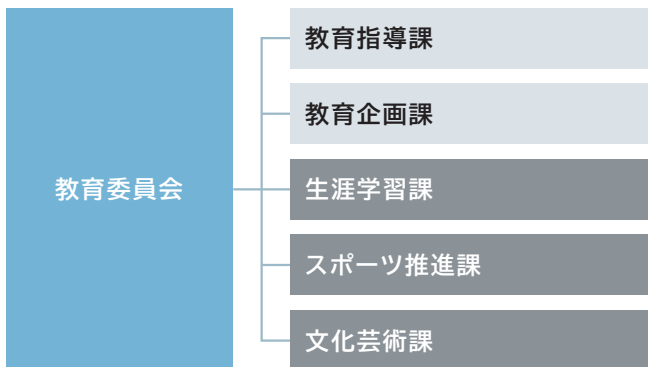 教育委員会
教育指導課
教育企画課
生涯学習課
スポーツ推進課
文化芸術課